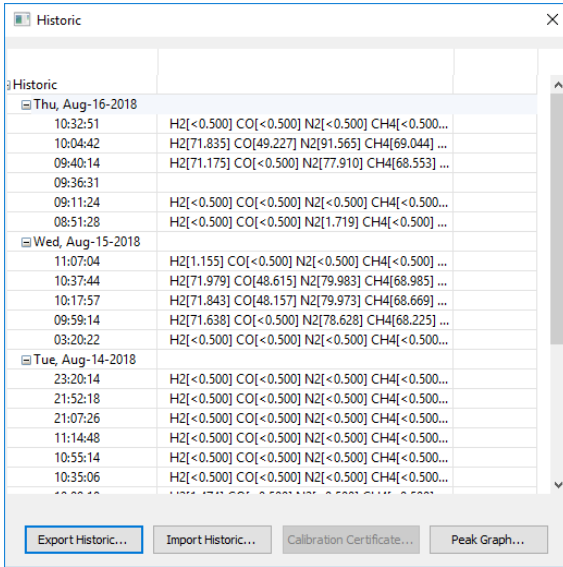 Historic
Historic
Thu, Aug-16-2018
10:32:51 H2[<0.500] CO[<0.500] N2[<0.500] CH4[<0.500...
10:04:42 H2[71.835] CO[49.227] N2[91.565] CH4[69.044] ...
09:40:14 H2[71.175] CO[<0.500] N2[77.910] CH4[68.553] ...
09:36:31
09:11:24 H2[<0.500] CO[<0.500] N2[<0.500] CH4[<0.500...
08:51:28 H2[<0.500] CO[<0.500] N2[1.719] CH4[<0.500] ...
Wed, Aug-15-2018
11:07:04 H2[1.155] CO[<0.500] N2[<0.500] CH4[<0.500] ...
10:37:44 H2[71.979] CO[48.615] N2[79.983] CH4[68.985] ...
10:17:57 H2[71.843] CO[48.157] N2[79.973] CH4[68.669] ...
09:59:14 H2[71.638] CO[<0.500] N2[78.628] CH4[68.225] ...
03:20:22 H2[<0.500] CO[<0.500] N2[<0.500] CH4[<0.500...
Tue, Aug-14-2018
23:20:14 H2[<0.500] CO[<0.500] N2[<0.500] CH4[<0.500...
21:52:18 H2[<0.500] CO[<0.500] N2[<0.500] CH4[<0.500...
21:07:26 H2[<0.500] CO[<0.500] N2[<0.500] CH4[<0.500...
11:14:48 H2[<0.500] CO[<0.500] N2[<0.500] CH4[<0.500...
10:55:14 H2[<0.500] CO[<0.500] N2[<0.500] CH4[<0.500...
10:35:06 H2[<0.500] CO[<0.500] N2[<0.500] CH4[<0.500...
Export Historic... Import Historic... Calibration Certificate... Peak Graph...